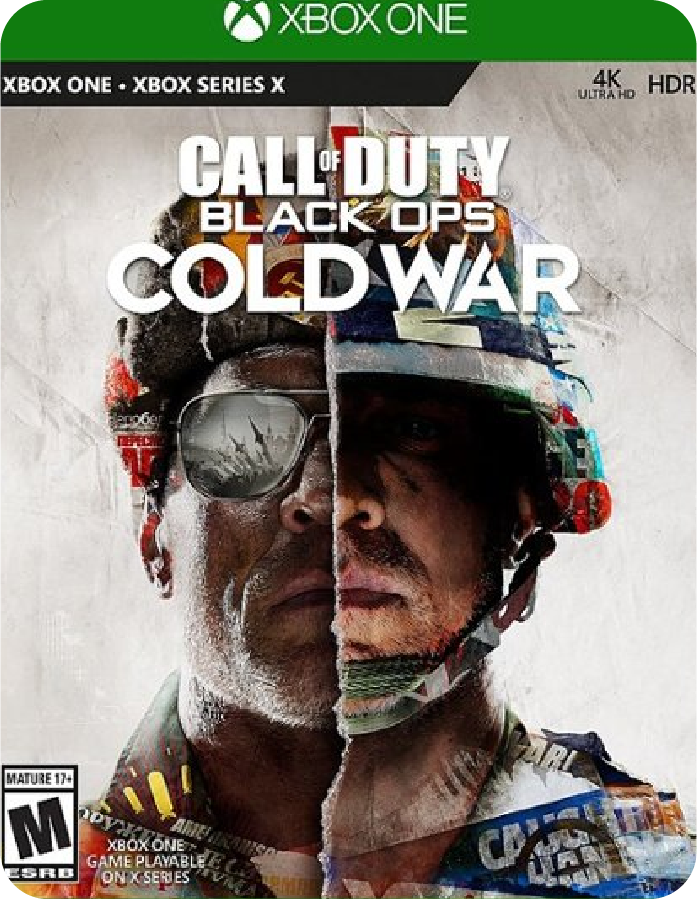 XBOX ONE
XBOX ONE • XBOX SERIES X
4K
ULTRA HD
HDR
CALL OF DUTY
BLACK OPS
COLD WAR
MATURE 17+
M
ESRB
XBOX ONE
GAME PLAYABLE
ON X SERIES